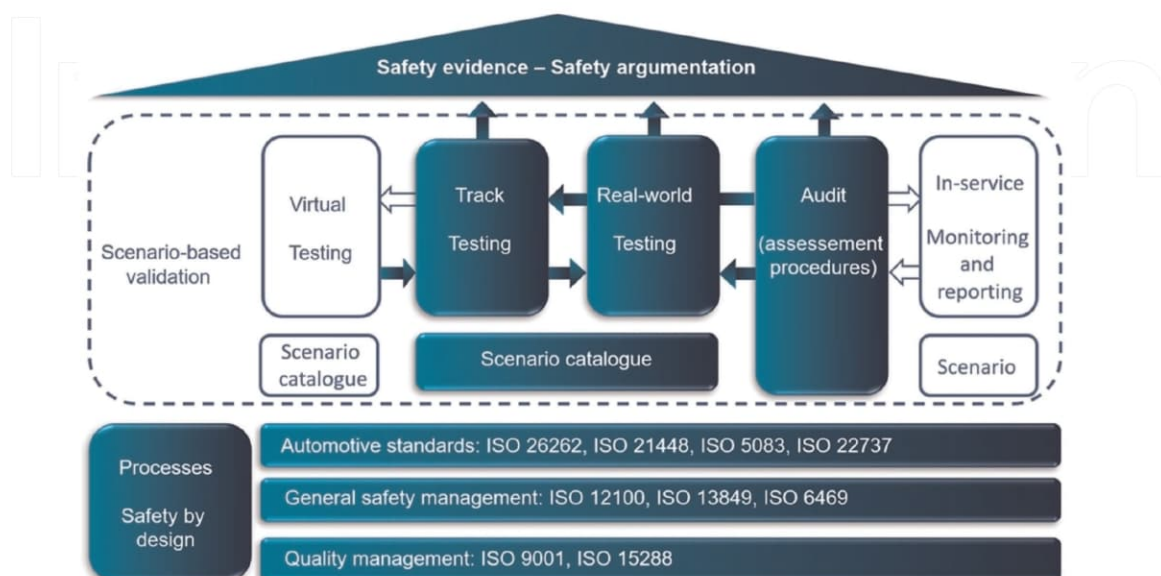 Safety evidence – Safety argumentation
Scenario-based
validation
Virtual
Testing
Track
Testing
Real-world
Testing
Audit
(assessement
procedures)
In-service
Monitoring
and
reporting
Scenario
catalogue
Scenario catalogue
Scenario
Processes
Safety by
design
Automotive standards: ISO 26262, ISO 21448, ISO 5083, ISO 22737
General safety management: ISO 12100, ISO 13849, ISO 6469
Quality management: ISO 9001, ISO 15288